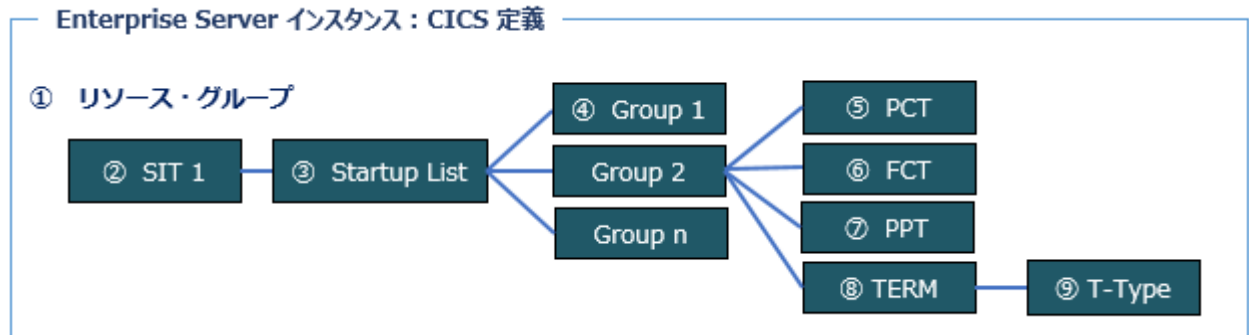 Enterprise Server インスタンス：CICS 定義
① リソース・グループ
② SIT 1
③ Startup List
④ Group 1
Group 2
Group n
⑤ PCT
⑥ FCT
⑦ PPT
⑧ TERM
⑨ T-Type